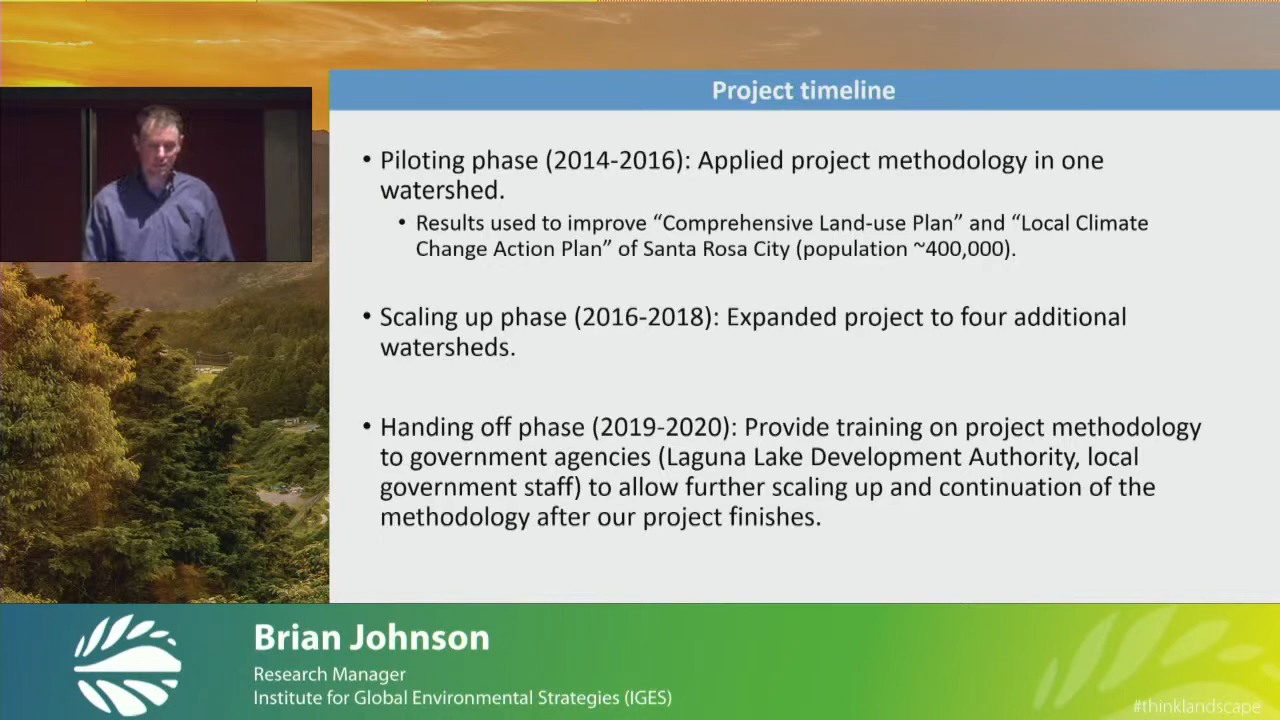 Project timeline
• Piloting phase (2014-2016): Applied project methodology in one
watershed.
• Results used to improve “Comprehensive Land-use Plan” and “Local Climate
Change Action Plan” of Santa Rosa City (population ~400,000).
• Scaling up phase (2016-2018): Expanded project to four additional
watersheds.
• Handing off phase (2019-2020): Provide training on project methodology
to government agencies (Laguna Lake Development Authority, local
government staff) to allow further scaling up and continuation of the
methodology after our project finishes.
Brian Johnson
Research Manager
Institute for Global Environmental Strategies (IGES)
#thinklandscape